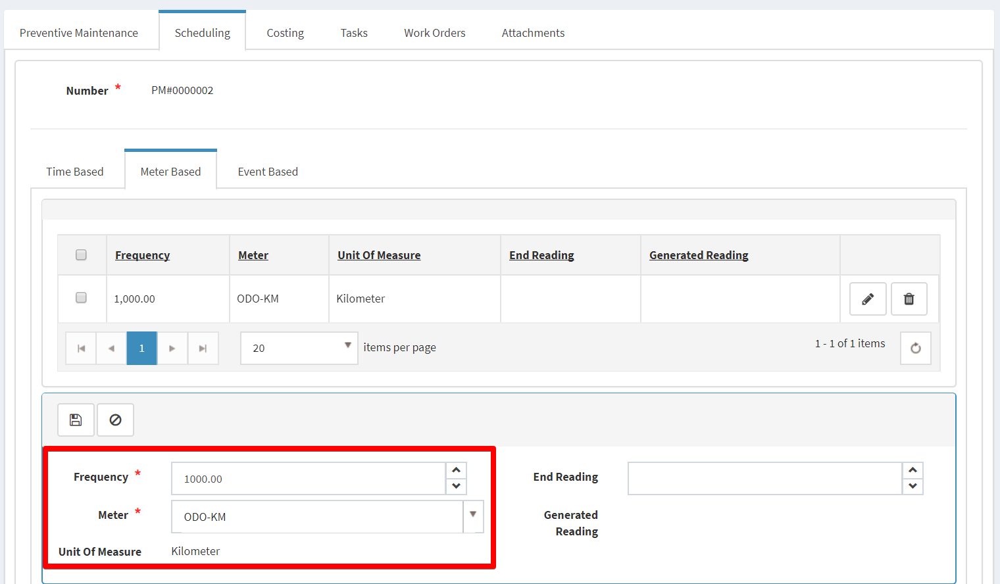 Preventive Maintenance Scheduling Costing Tasks Work Orders Attachments
Number * PM#0000002
Time Based Meter Based Event Based
Frequency Meter Unit Of Measure End Reading Generated Reading
1,000.00 ODO-KM Kilometer
1 20 items per page 1 - 1 of 1 items
Frequency * 1000.00 End Reading
Meter * ODO-KM Generated
Reading
Unit Of Measure Kilometer